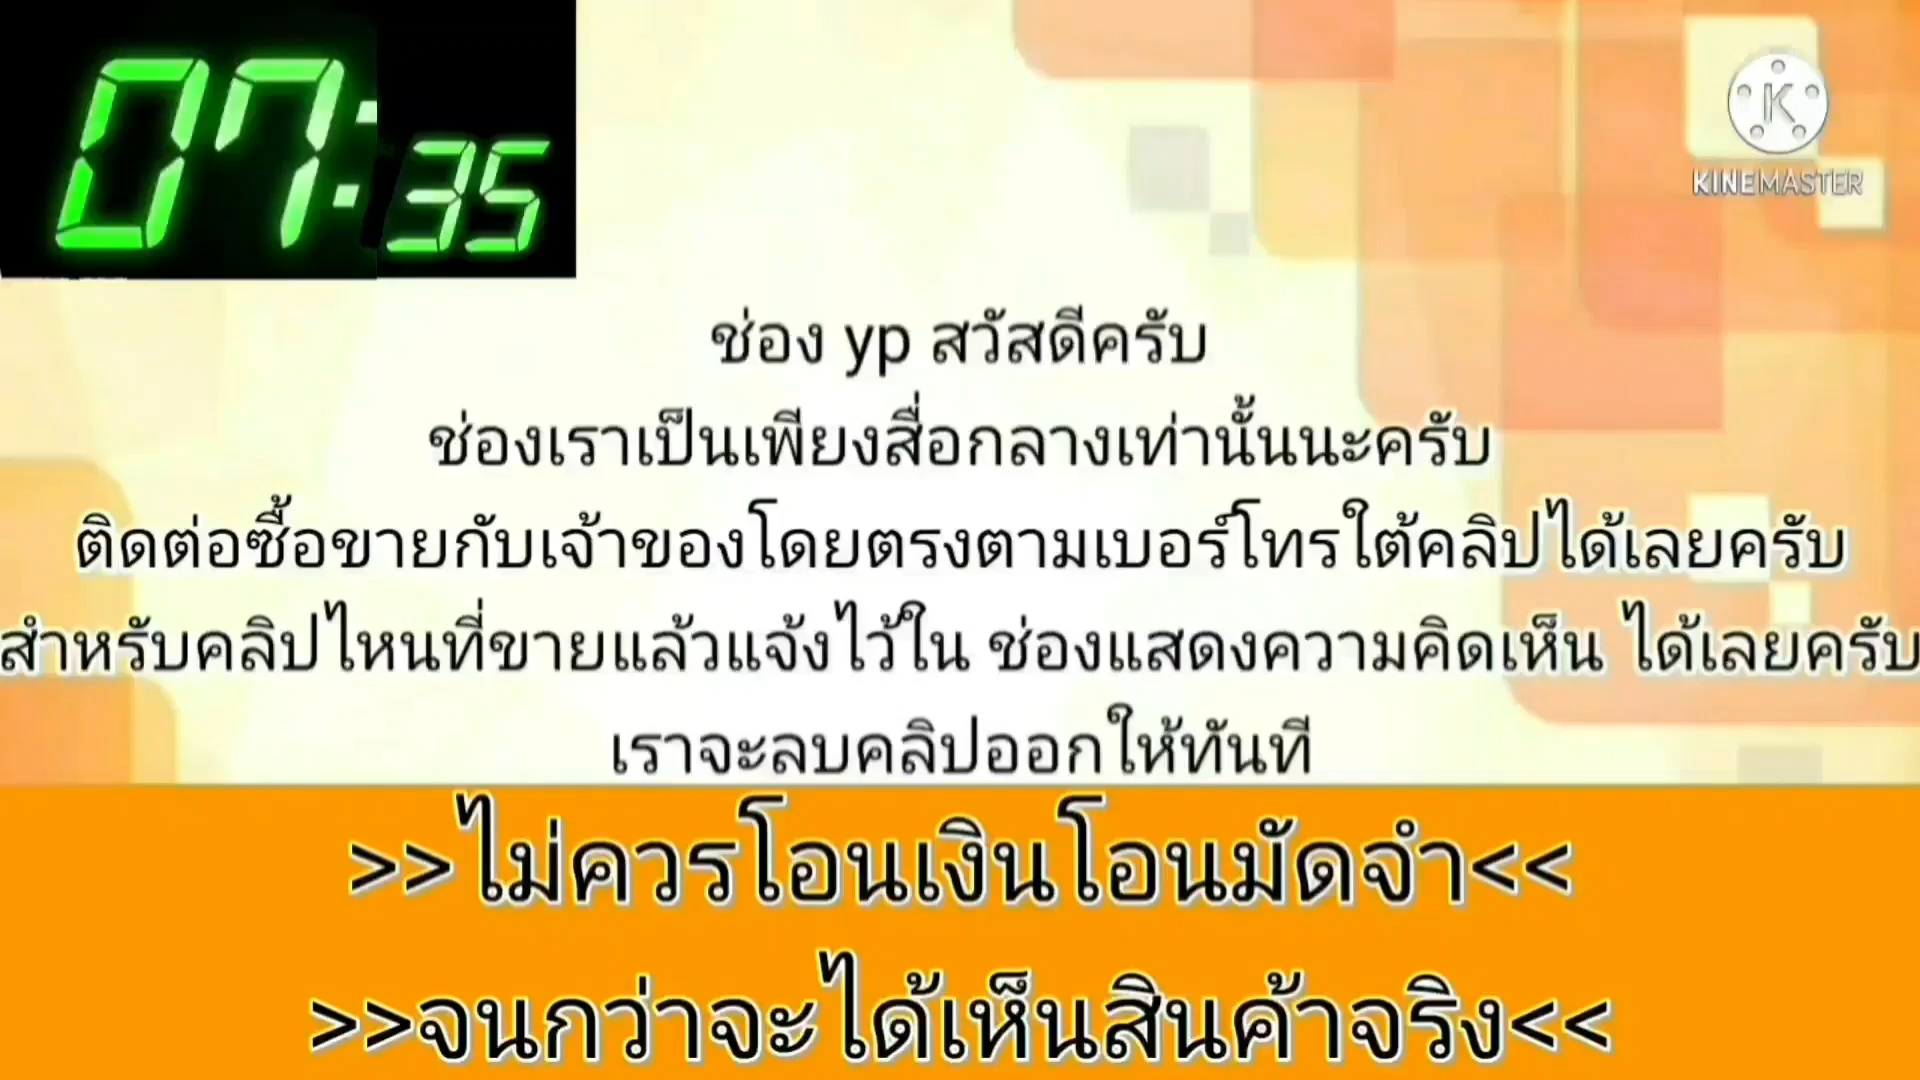 07:35
KINEMASTER
ช่อง yp สวัสดีครับ
ช่องเราเป็นเพียงสื่อกลางเท่านั้นนะครับ
ติดต่อซื้อขายกับเจ้าของโดยตรงตามเบอร์โทรใต้คลิปได้เลยครับ
สำหรับคลิปไหนที่ขายแล้วแจ้งไว้ใน ช่องแสดงความคิดเห็น ได้เลยครับ
เราจะลบคลิปออกให้ทันที
>>ไม่ควรโอนเงินโอนมัดจำ<<
>>จนกว่าจะได้เห็นสินค้าจริง<<